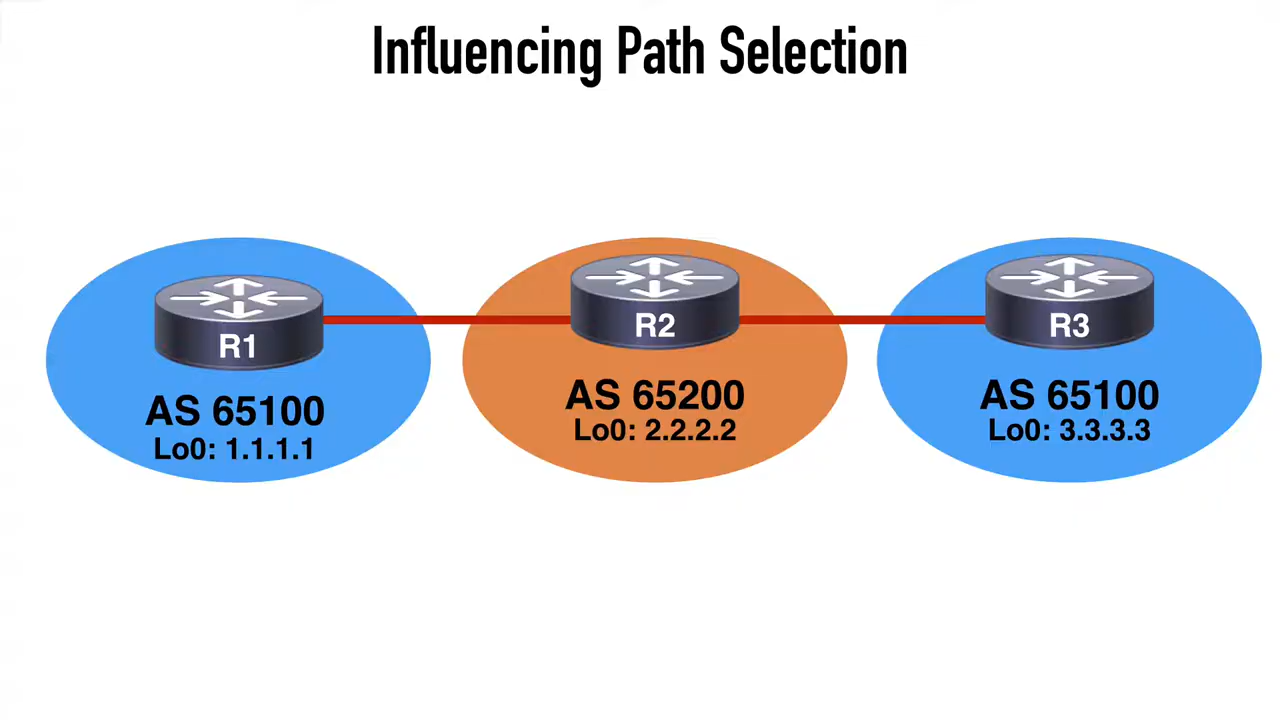 Influencing Path Selection
R1
AS 65100
Lo0: 1.1.1.1
R2
AS 65200
Lo0: 2.2.2.2
R3
AS 65100
Lo0: 3.3.3.3